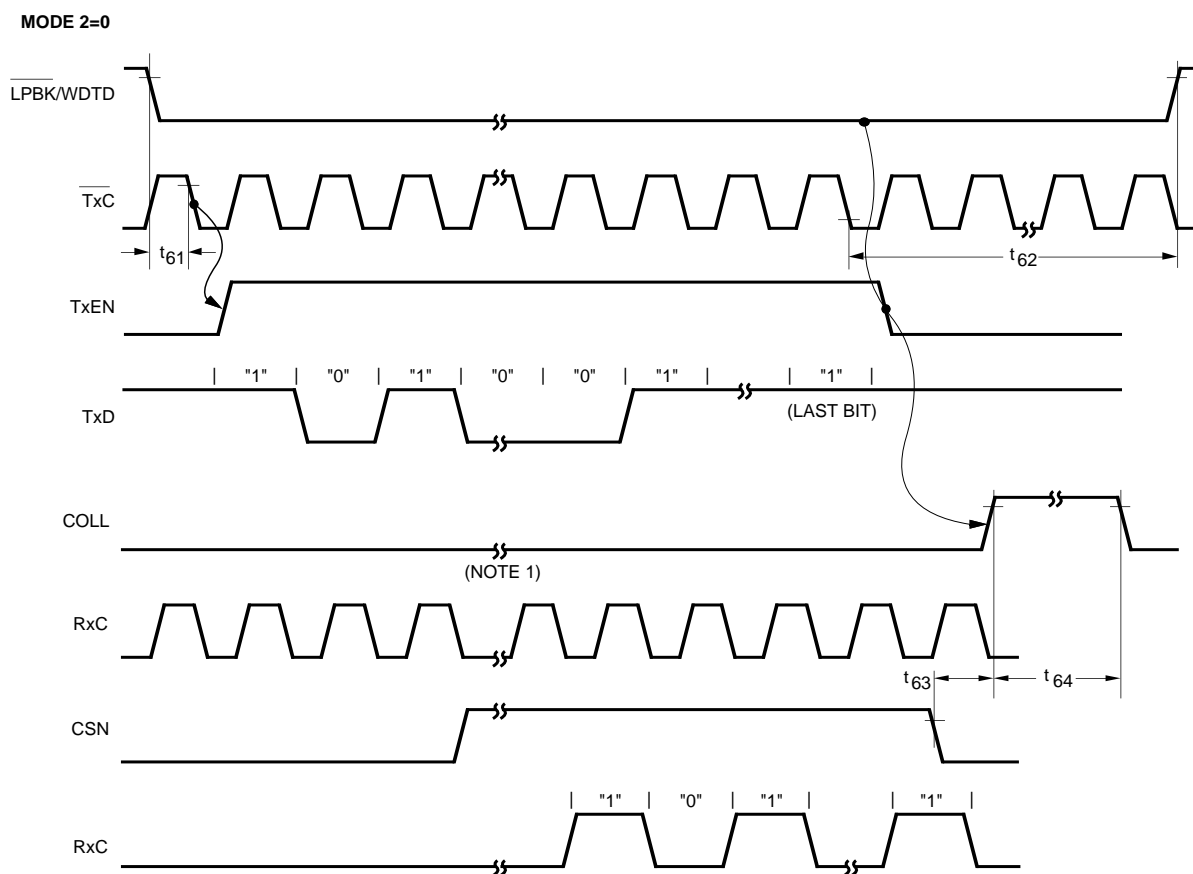 MODE 2=0
LPBK/WDTD
TxC
t61
t62
TxEN
| "1" | "0" | "1" | "0" | "0" | "1" | | "1" |
TxD
(LAST BIT)
COLL
(NOTE 1)
RxC
t63
t64
CSN
| "1" | "0" | "1" | | "1" |
RxC